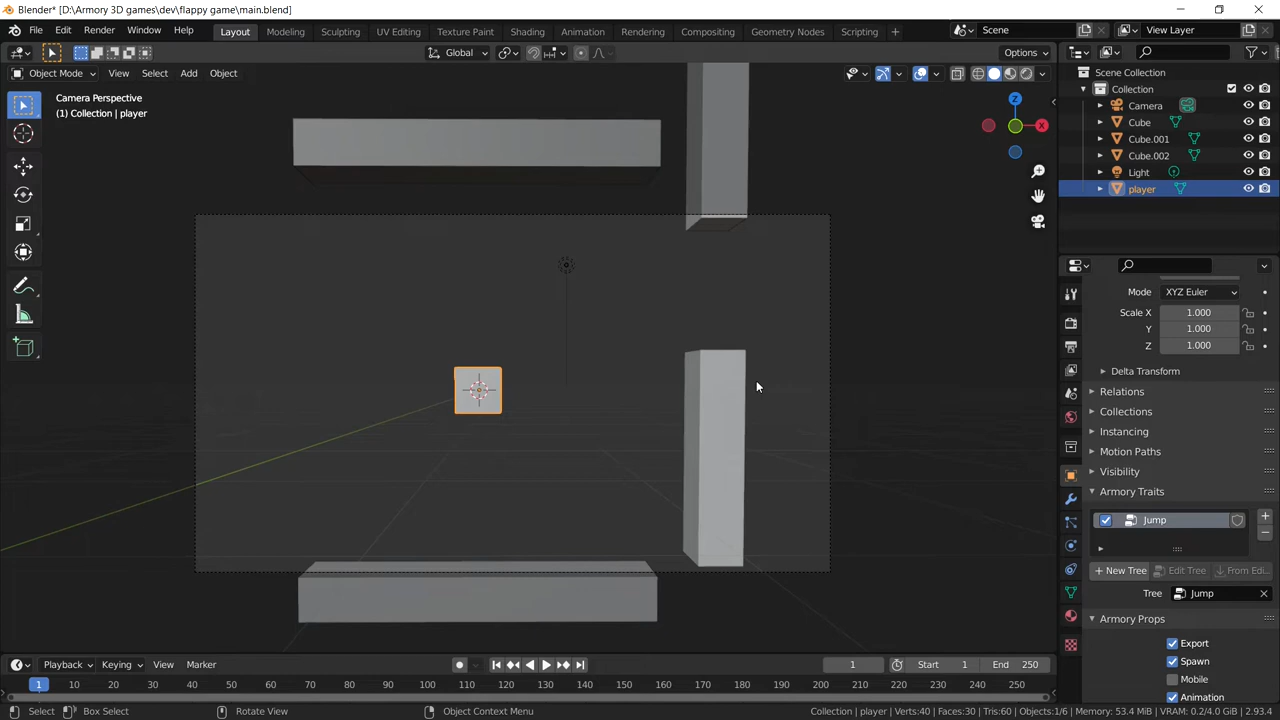 Blender* [D:\Armory 3D games\dev\flappy game\main.blend]
File Edit Render Window Help Layout Modeling Sculpting UV Editing Texture Paint Shading Animation Rendering Compositing Geometry Nodes Scripting + Scene View Layer
Global Options
Object Mode View Select Add Object
Camera Perspective
(1) Collection | player
Z
X
Scene Collection
Collection
Camera
Cube
Cube.001
Cube.002
Light
player
Mode XYZ Euler
Scale X 1.000
Y 1.000
Z 1.000
Delta Transform
Relations
Collections
Instancing
Motion Paths
Visibility
Armory Traits
Jump
New Tree Edit Tree From Edi...
Tree Jump
Armory Props
Export
Spawn
Mobile
Animation
Playback Keying View Marker 1 Start 1 End 250
1 10 20 30 40 50 60 70 80 90 100 110 120 130 140 150 160 170 180 190 200 210 220 230 240 250
Select Box Select Rotate View Object Context Menu Collection | player | Verts:40 | Faces:30 | Tris:60 | Objects:1/6 | Memory: 53.4 MiB | VRAM: 0.2/4.0 GiB | 2.93.4